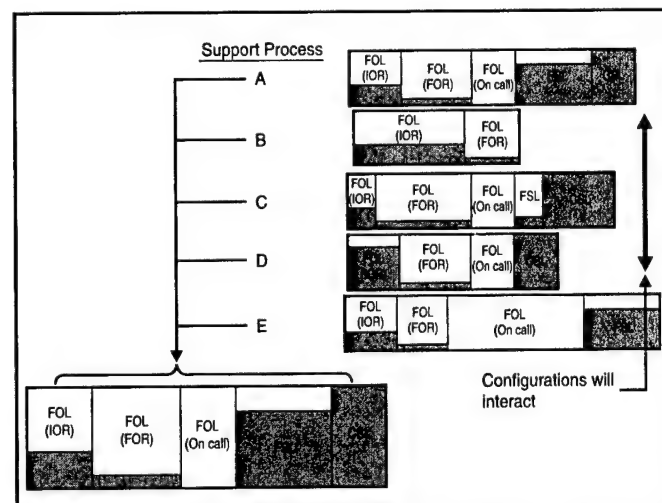 Support Process
A
FOL
(IOR)
FOL
(FOR)
FOL
(On call)
B
FOL
(IOR)
FOL
(FOR)
C
FOL
(IOR)
FOL
(FOR)
FOL
(On call)
FSL
D
FOL
(FOR)
FOL
(On call)
E
FOL
(IOR)
FOL
(FOR)
FOL
(On call)
Configurations will
interact
FOL
(IOR)
FOL
(FOR)
FOL
(On call)